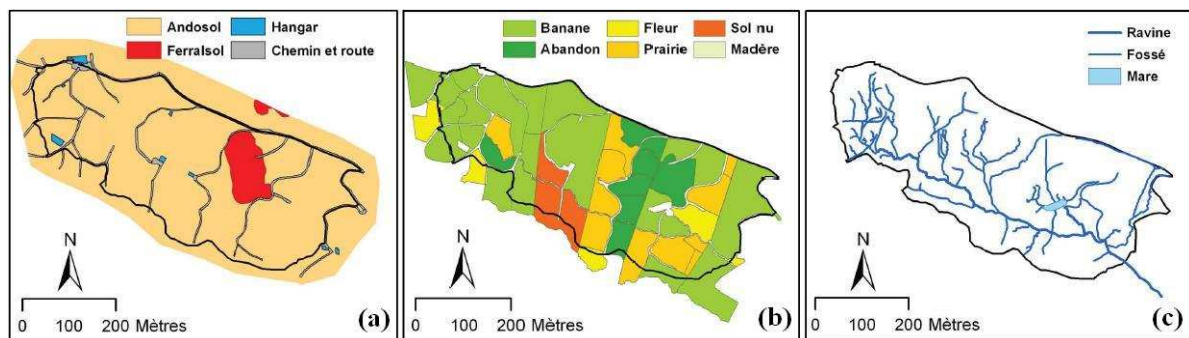 Andosol Hangar
Ferralsol Chemin et route
N
0 100 200 Mètres
(a)
Banane Fleur Sol nu
Abandon Prairie Madère
N
0 100 200 Mètres
(b)
Ravine
Fossé
Mare
N
0 100 200 Mètres
(c)